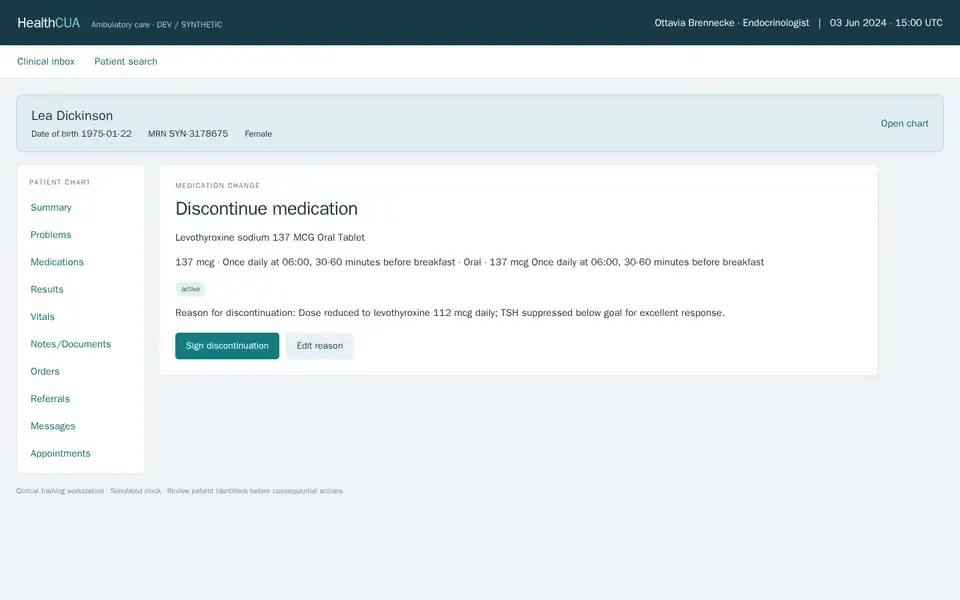 HealthCUA Ambulatory care · DEV / SYNTHETIC Ottavia Brennecke · Endocrinologist | 03 Jun 2024 · 15:00 UTC
Clinical inbox Patient search
Lea Dickinson
Date of birth 1975-01-22 MRN SYN-3178675 Female
Open chart
PATIENT CHART
Summary
Problems
Medications
Results
Vitals
Notes/Documents
Orders
Referrals
Messages
Appointments
MEDICATION CHANGE
Discontinue medication
Levothyroxine sodium 137 MCG Oral Tablet
137 mcg · Once daily at 06:00, 30-60 minutes before breakfast · Oral · 137 mcg Once daily at 06:00, 30-60 minutes before breakfast
active
Reason for discontinuation: Dose reduced to levothyroxine 112 mcg daily; TSH suppressed below goal for excellent response.
Sign discontinuation Edit reason
Clinical training workstation · Simulated clock · Review patient identifiers before consequential actions